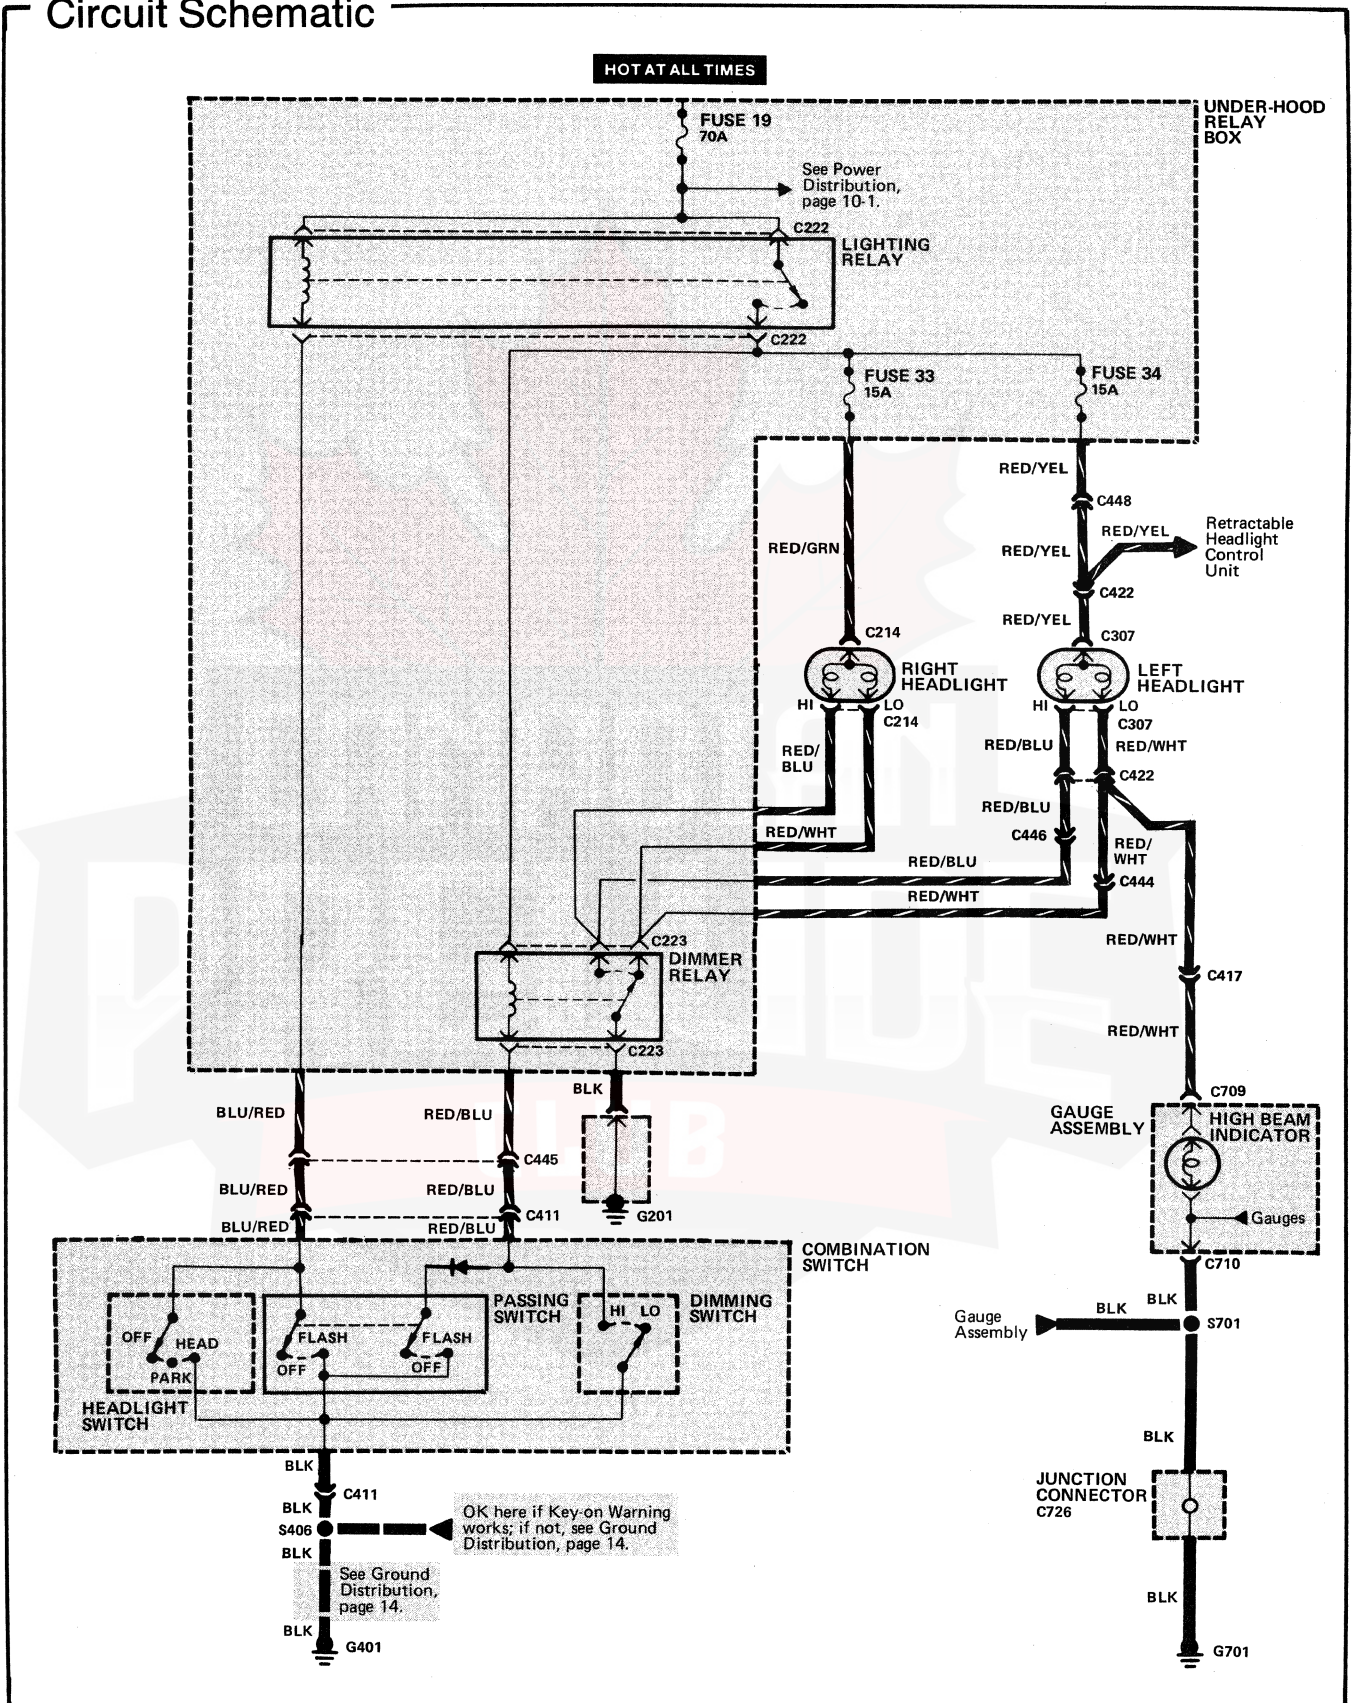 Circuit Schematic
HOT AT ALL TIMES
UNDER-HOOD
RELAY
BOX
FUSE 19
70A
See Power
Distribution,
page 10-1.
C222
LIGHTING
RELAY
C222
FUSE 33
15A
FUSE 34
15A
RED/YEL
C448
RED/YEL
Retractable
Headlight
Control
Unit
RED/GRN
RED/YEL
C422
RED/YEL
C214
C307
RIGHT
HEADLIGHT
LEFT
HEADLIGHT
HI
LO
C214
HI
LO
C307
RED/
BLU
RED/BLU
RED/WHT
C422
RED/BLU
RED/WHT
C446
RED/
WHT
RED/BLU
C444
RED/WHT
C223
DIMMER
RELAY
RED/WHT
C417
RED/WHT
C223
BLK
C709
BLU/RED
RED/BLU
GAUGE
ASSEMBLY
HIGH BEAM
INDICATOR
CLUB
C445
BLU/RED
RED/BLU
C411
G201
Gauges
BLU/RED
RED/BLU
COMBINATION
SWITCH
C710
PASSING
SWITCH
HI
LO
DIMMING
SWITCH
BLK
BLK
Gauge
Assembly
S701
OFF
HEAD
PARK
FLASH
OFF
FLASH
OFF
HEADLIGHT
SWITCH
BLK
BLK
C411
JUNCTION
CONNECTOR
C726
BLK
S406
OK here if Key-on Warning
works; if not, see Ground
Distribution, page 14.
BLK
See Ground
Distribution,
page 14.
BLK
BLK
G401
G701